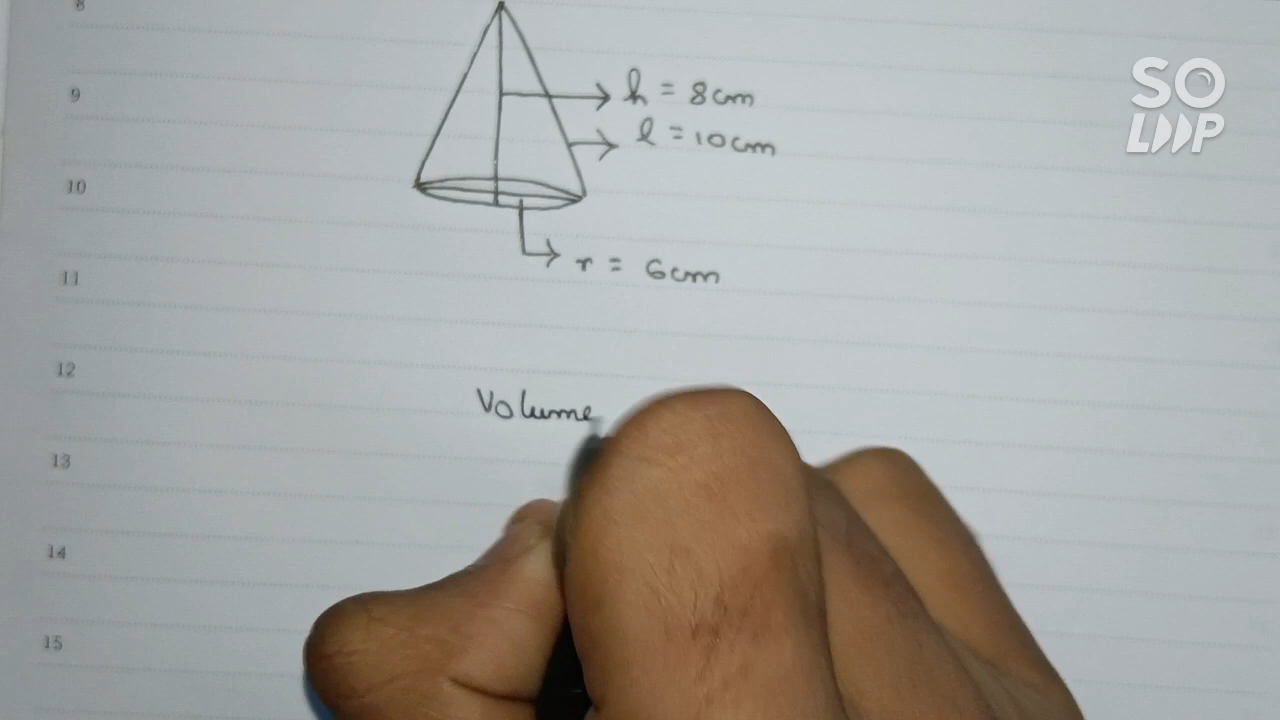 8
9
h = 8cm
l = 10cm
10
r = 6cm
11
12
Volume
13
14
15
SO
LOOP